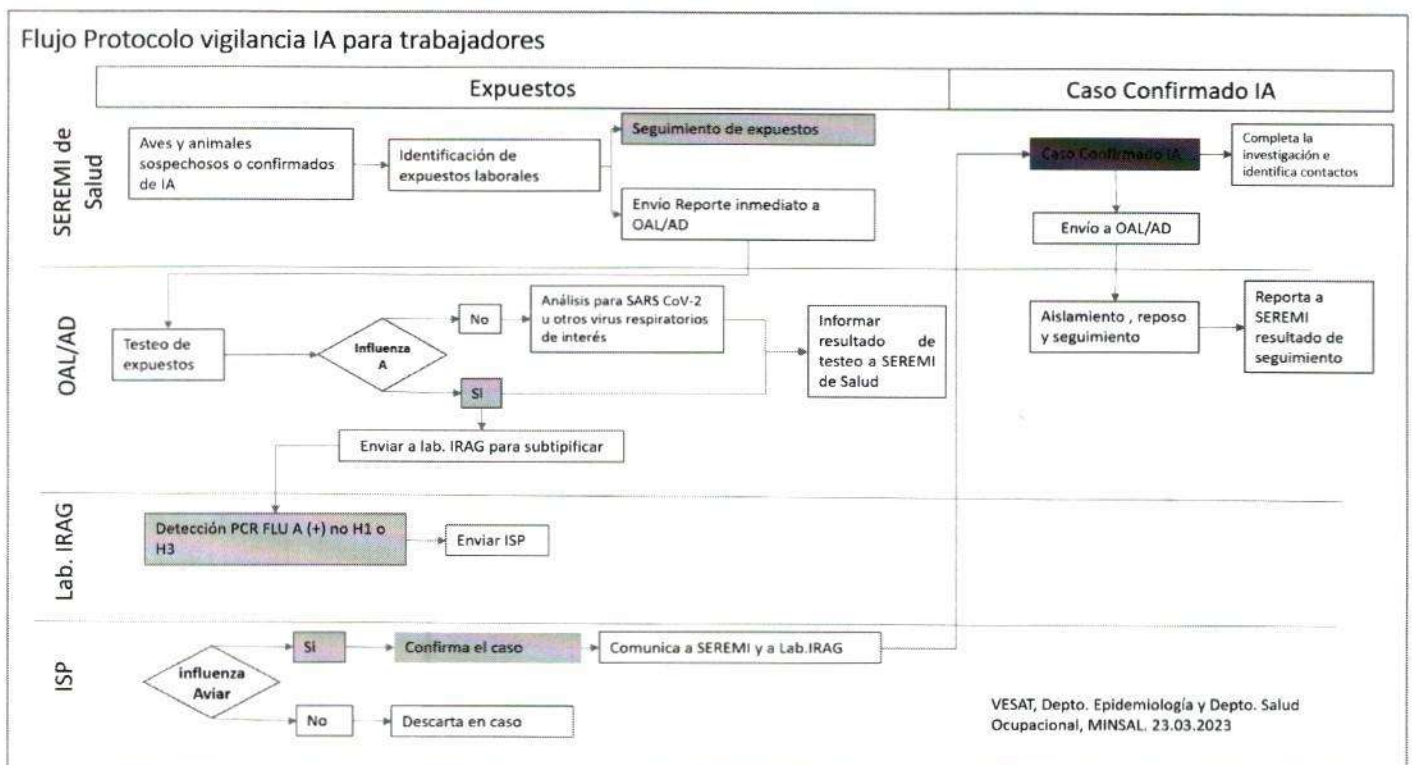 Flujo Protocolo vigilancia IA para trabajadores
Expuestos
Caso Confirmado IA
SEREMI de
Salud
Aves y animales
sospechosos o confirmados
de IA
Identificación de
expuestos laborales
Seguimiento de expuestos
Envío Reporte inmediato a
OAL/AD
Caso Confirmado IA
Completa la
investigación e
identifica contactos
Envío a OAL/AD
OAL/AD
Testeo de
expuestos
Influenza
A
No
Análisis para SARS CoV-2
u otros virus respiratorios
de interés
SI
Informar
resultado de
testeo a SEREMI
de Salud
Aislamiento , reposo
y seguimiento
Reporta a
SEREMI
resultado de
seguimiento
Enviar a lab. IRAG para subtipificar
Lab. IRAG
Detección PCR FLU A (+) no H1 o
H3
Enviar ISP
ISP
influenza
Aviar
SI
Confirma el caso
Comunica a SEREMI y a Lab.IRAG
No
Descarta en caso
VESAT, Depto. Epidemiología y Depto. Salud
Ocupacional, MINSAL. 23.03.2023